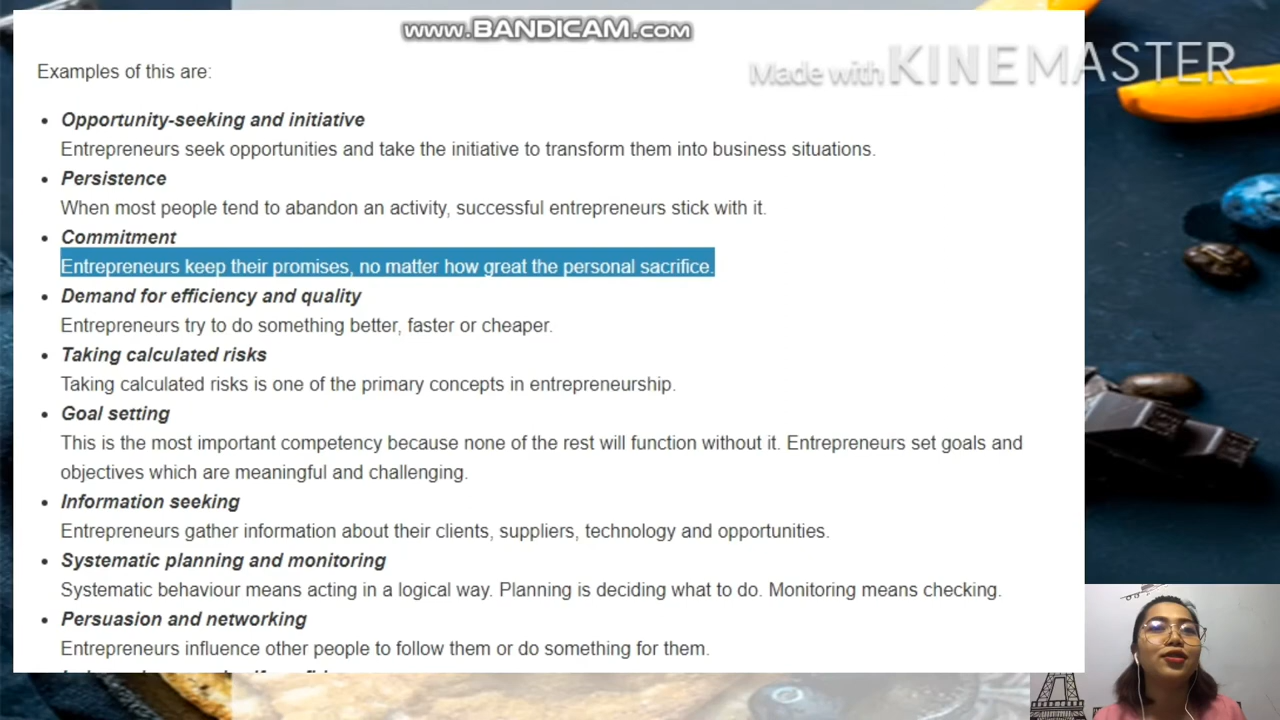 www.BANDICAM.com
Made with KINEMASTER
Examples of this are:
• Opportunity-seeking and initiative
Entrepreneurs seek opportunities and take the initiative to transform them into business situations.
• Persistence
When most people tend to abandon an activity, successful entrepreneurs stick with it.
• Commitment
Entrepreneurs keep their promises, no matter how great the personal sacrifice.
• Demand for efficiency and quality
Entrepreneurs try to do something better, faster or cheaper.
• Taking calculated risks
Taking calculated risks is one of the primary concepts in entrepreneurship.
• Goal setting
This is the most important competency because none of the rest will function without it. Entrepreneurs set goals and
objectives which are meaningful and challenging.
• Information seeking
Entrepreneurs gather information about their clients, suppliers, technology and opportunities.
• Systematic planning and monitoring
Systematic behaviour means acting in a logical way. Planning is deciding what to do. Monitoring means checking.
• Persuasion and networking
Entrepreneurs influence other people to follow them or do something for them.